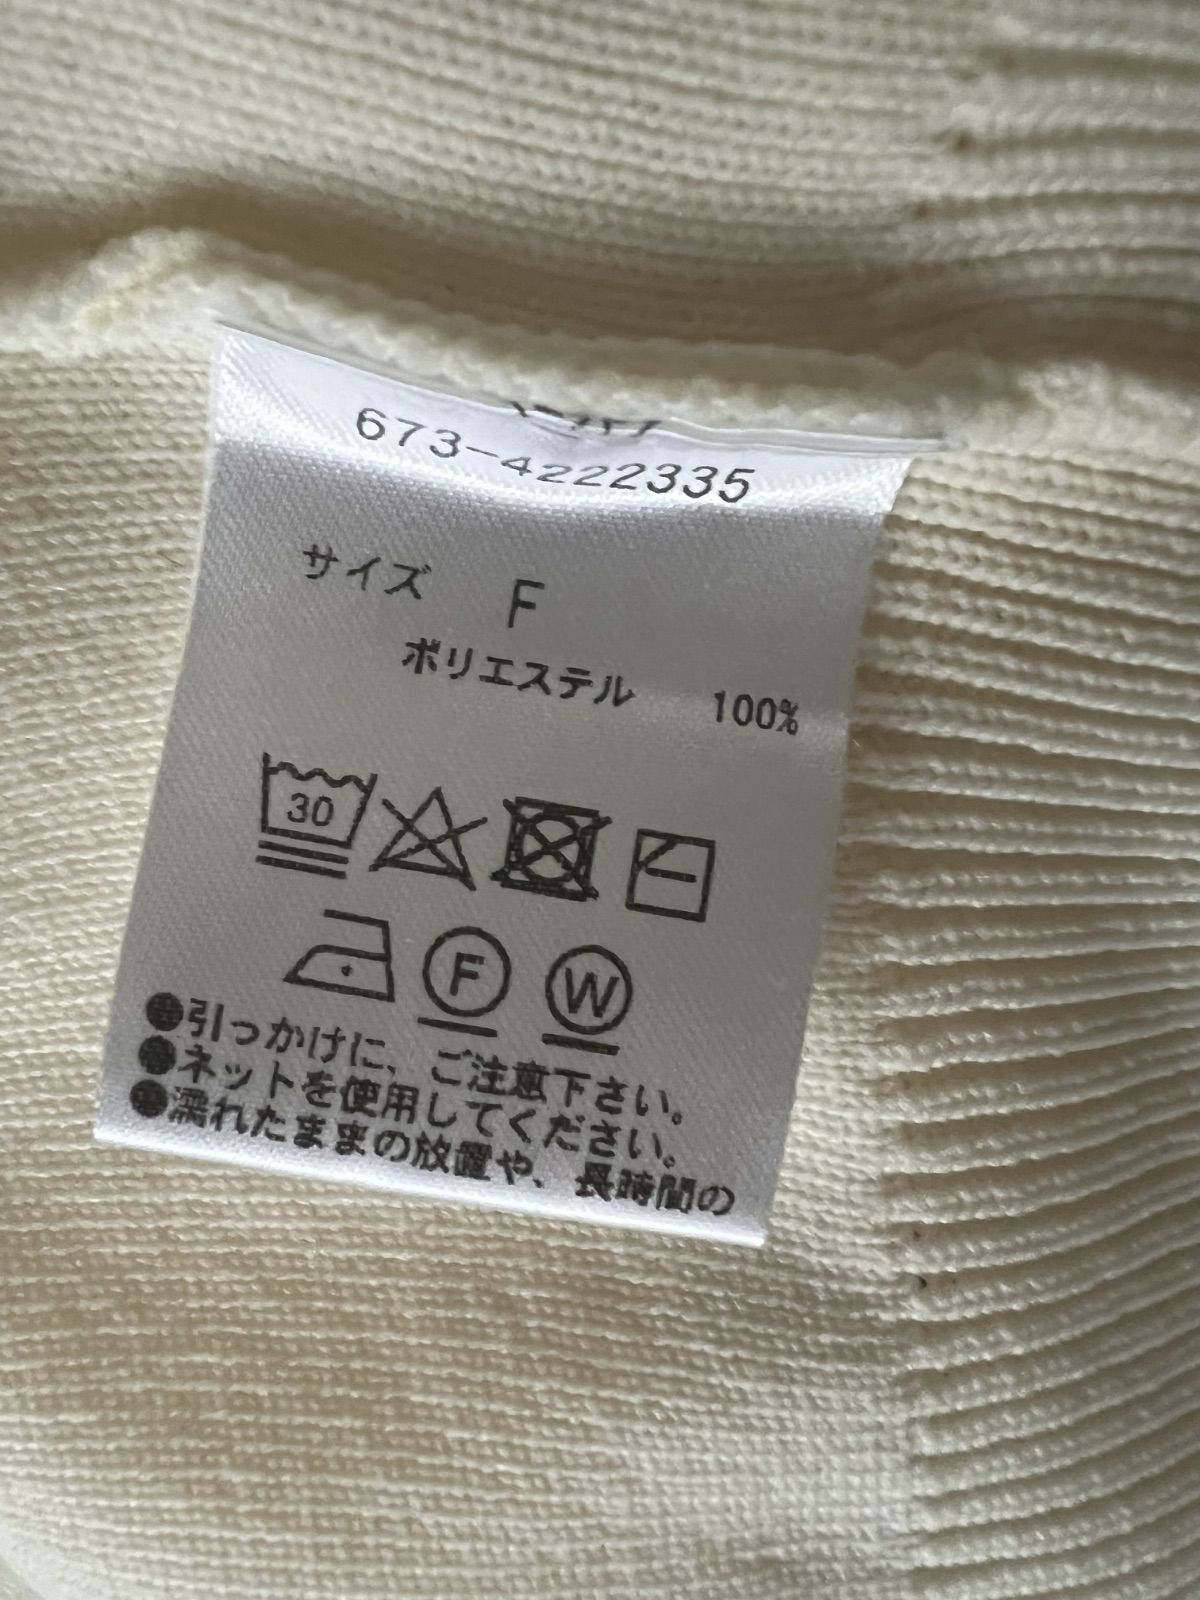 673-4222335
サイズ F
ポリエステル 100%
30
F W
●引っかけに、ご注意下さい。
●ネットを使用してください。
●濡れたままの放置や、長時間の